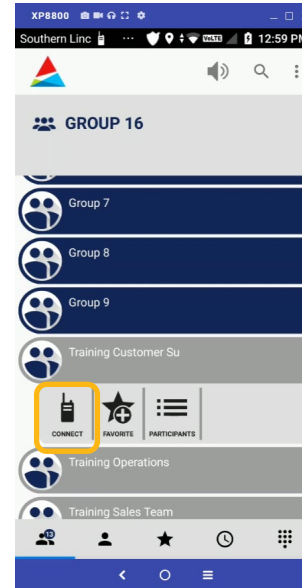 XP8800
Southern Linc ... VoLTE 12:59 PM
GROUP 16
Group 7
Group 8
Group 9
Training Customer Su
CONNECT FAVORITE PARTICIPANTS
Training Operations
Training Sales Team
13